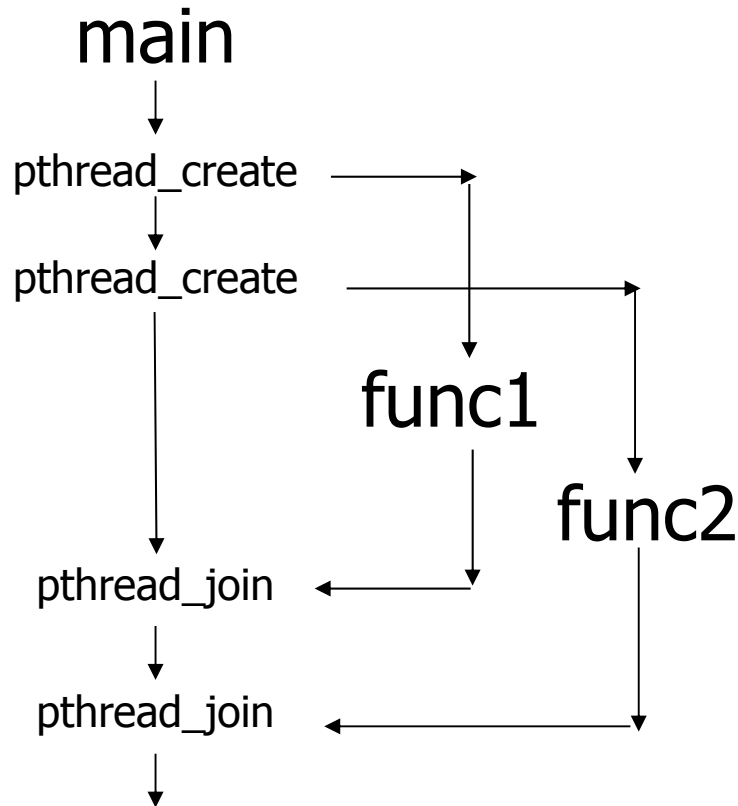 main
pthread_create
pthread_create
func1
func2
pthread_join
pthread_join